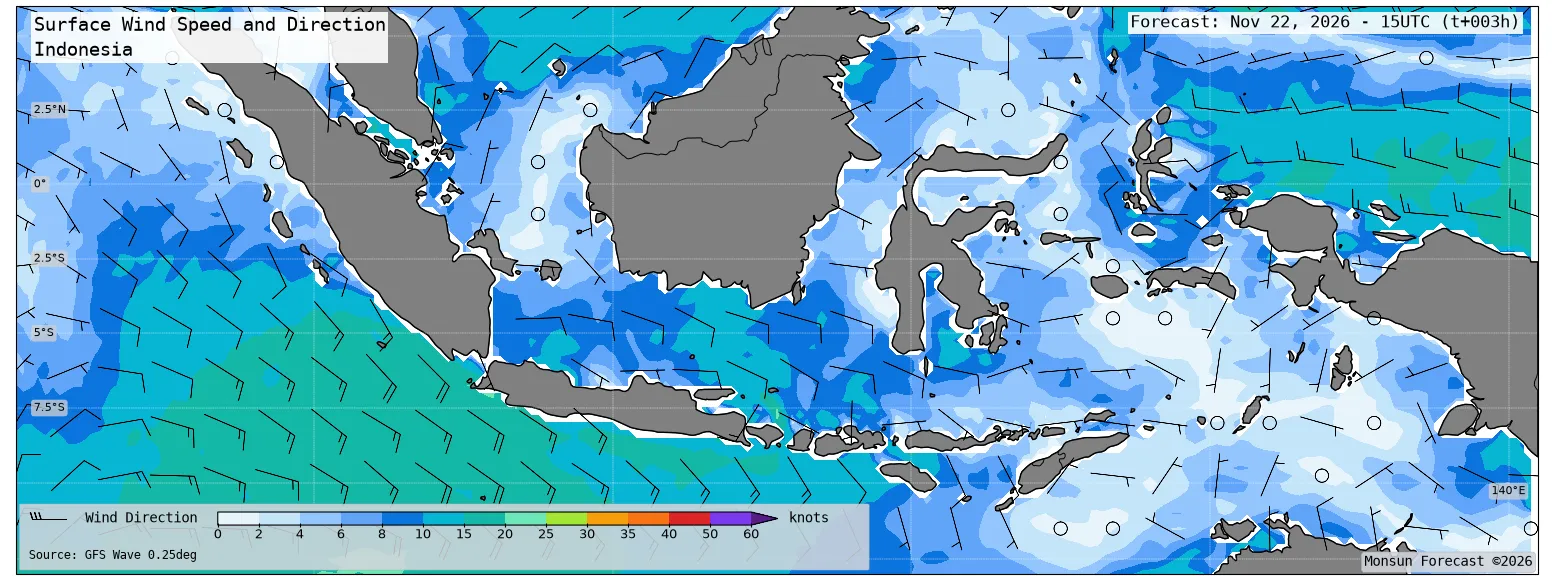 Surface Wind Speed and Direction
Indonesia
Forecast: Nov 22, 2026 - 15UTC (t+003h)
2.5°N
0°
2.5°S
5°S
7.5°S
140°E
Wind Direction
0 2 4 6 8 10 15 20 25 30 35 40 50 60 knots
Source: GFS Wave 0.25deg
Monsun Forecast ©2026